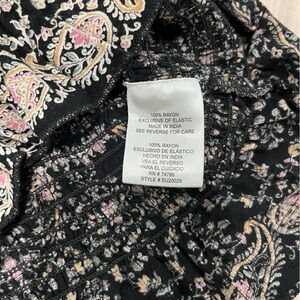 100% RAYON
EXCLUSIVE OF ELASTIC
MADE IN INDIA
SEE REVERSE FOR CARE
100% RAYON
EXCLUSIVO DE ELÁSTICO
HECHO EN INDIA
VEA EL REVERSO
PARA EL CUIDADO
RN # 74786
STYLE # EU20029